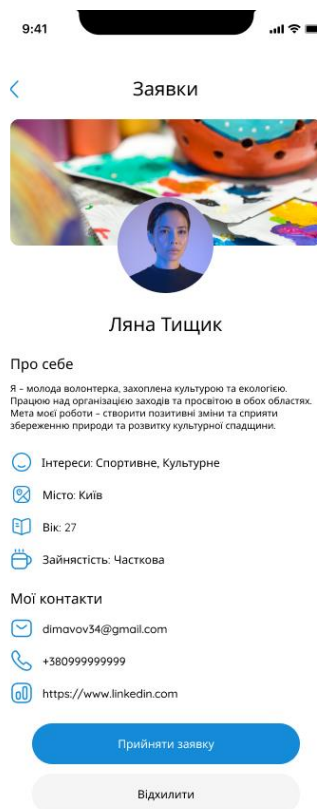 9:41
Заявки
Ляна Тищик
Про себе
Я – молода волонтерка, захоплена культурою та екологією.
Працюю над організацією заходів та просвітою в обох областях.
Мета моєї роботи – створити позитивні зміни та сприяти
збереженню природи та розвитку культурної спадщини.
Інтереси: Спортивне, Культурне
Місто: Київ
Вік: 27
Зайнястість: Часткова
Мої контакти
dimavov34@gmail.com
+380999999999
https://www.linkedin.com
Прийняти заявку
Відхилити